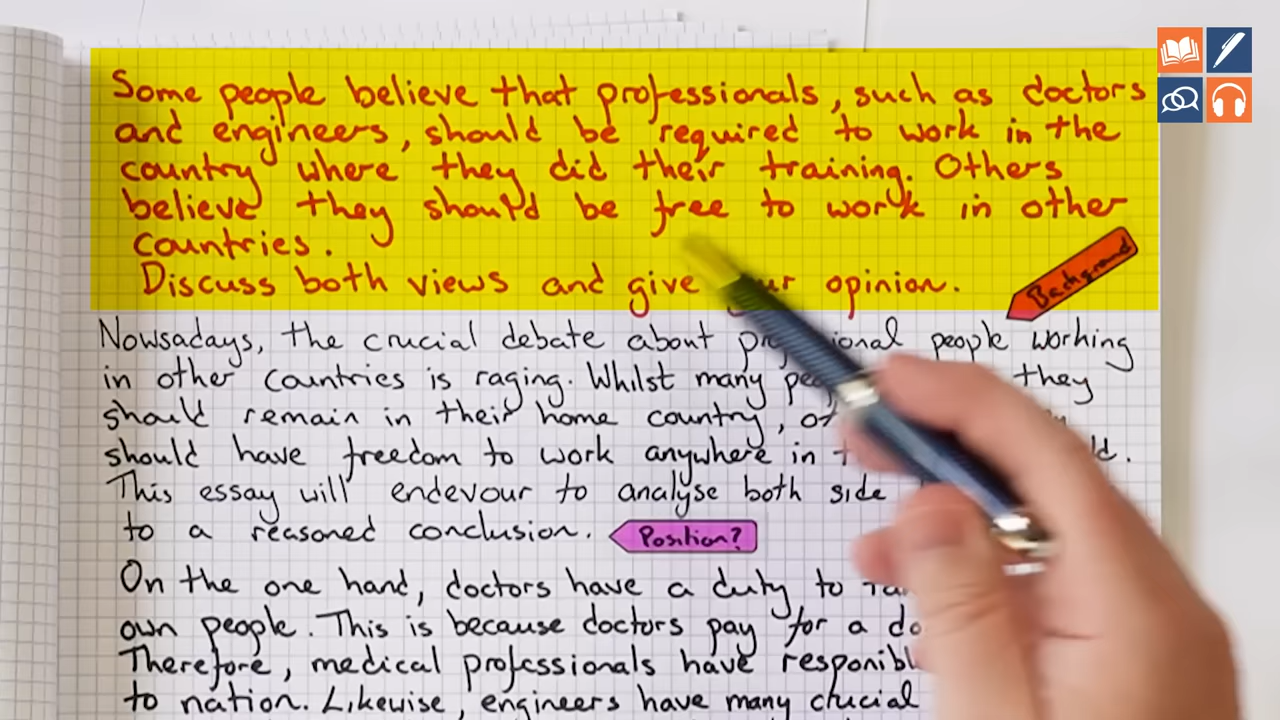 Some people believe that professionals, such as doctors
and engineers, should be required to work in the
country where they did their training. Others
believe they should be free to work in other
countries.
Discuss both views and give your opinion.
Background
Nowsadays, the crucial debate about professional people working
in other countries is raging. Whilst many they
should remain in their home country,
should have freedom to work anywhere in
This essay will endevour to analyse both side
to a reasoned conclusion.
Position?
On the one hand, doctors have a duty to
own people. This is because doctors pay for a
Therefore, medical professionals have
to nation. Likewise, engineers have many crucial